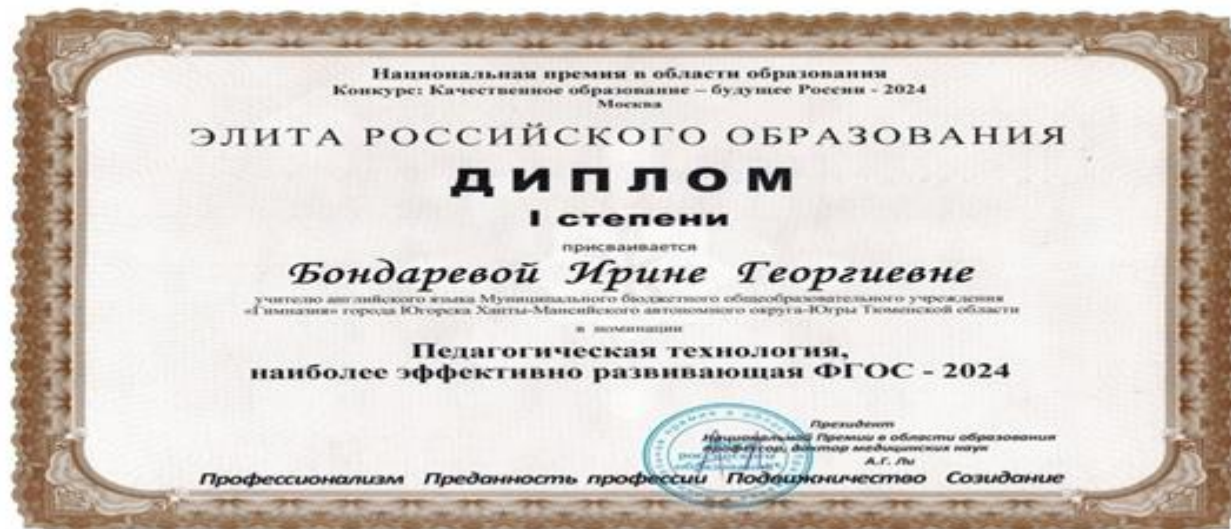 Национальная премия в области образования
Конкурс: Качественное образование – будущее России - 2024
Москва
ЭЛИТА РОССИЙСКОГО ОБРАЗОВАНИЯ
ДИПЛОМ
I степени
присваивается
Бондаревой Ирине Георгиевне
учителю английского языка Муниципального бюджетного общеобразовательного учреждения
«Гимназия» города Югорска Ханты-Мансийского автономного округа-Югры Тюменской области
в номинации
Педагогическая технология,
наиболее эффективно развивающая ФГОС - 2024
Президент
Национальной Премии в области образования
профессор, доктор медицинских наук
А.Г. Ли
Профессионализм Преданность профессии Подвижничество Созидание